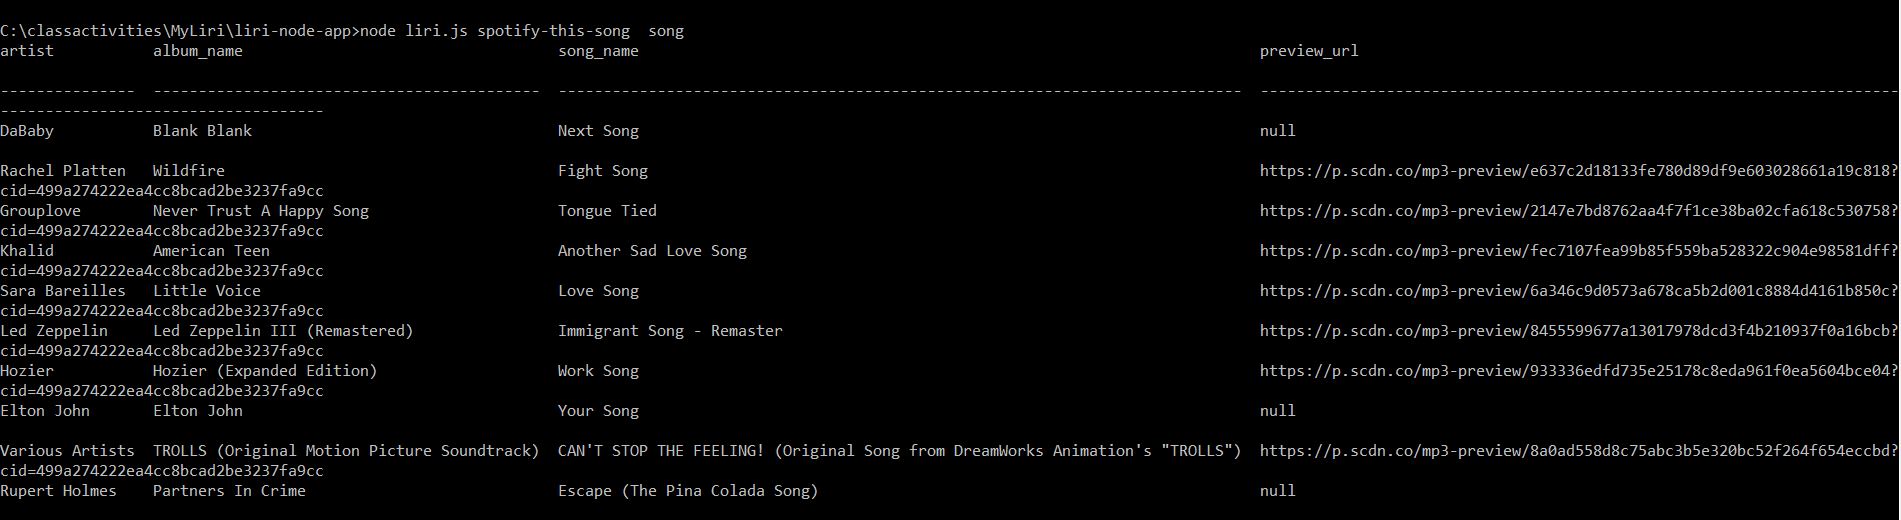 C:\classactivities\MyLiri\liri-node-app>node liri.js spotify-this-song  song
artist           album_name                                   song_name                                                                     preview_url
---------------  -------------------------------------------  ----------------------------------------------------------------------------  -----------------------------------------------------------------------
------------------------------------
DaBaby           Blank Blank                                  Next Song                                                                     null
Rachel Platten   Wildfire                                     Fight Song                                                                    https://p.scdn.co/mp3-preview/e637c2d18133fe780d89df9e603028661a19c818?
cid=499a274222ea4cc8bcad2be3237fa9cc
Grouplove        Never Trust A Happy Song                     Tongue Tied                                                                   https://p.scdn.co/mp3-preview/2147e7bd8762aa4f7f1ce38ba02cfa618c530758?
cid=499a274222ea4cc8bcad2be3237fa9cc
Khalid           American Teen                                Another Sad Love Song                                                         https://p.scdn.co/mp3-preview/fec7107fea99b85f559ba528322c904e98581dff?
cid=499a274222ea4cc8bcad2be3237fa9cc
Sara Bareilles   Little Voice                                 Love Song                                                                     https://p.scdn.co/mp3-preview/6a346c9d0573a678ca5b2d001c8884d4161b850c?
cid=499a274222ea4cc8bcad2be3237fa9cc
Led Zeppelin     Led Zeppelin III (Remastered)                Immigrant Song - Remaster                                                     https://p.scdn.co/mp3-preview/8455599677a13017978dcd3f4b210937f0a16bcb?
cid=499a274222ea4cc8bcad2be3237fa9cc
Hozier           Hozier (Expanded Edition)                    Work Song                                                                     https://p.scdn.co/mp3-preview/933336edfd735e25178c8eda961f0ea5604bce04?
cid=499a274222ea4cc8bcad2be3237fa9cc
Elton John       Elton John                                   Your Song                                                                     null
Various Artists  TROLLS (Original Motion Picture Soundtrack)  CAN'T STOP THE FEELING! (Original Song from DreamWorks Animation's "TROLLS")  https://p.scdn.co/mp3-preview/8a0ad558d8c75abc3b5e320bc52f264f654eccbd?
cid=499a274222ea4cc8bcad2be3237fa9cc
Rupert Holmes    Partners In Crime                            Escape (The Pina Colada Song)                                                 null